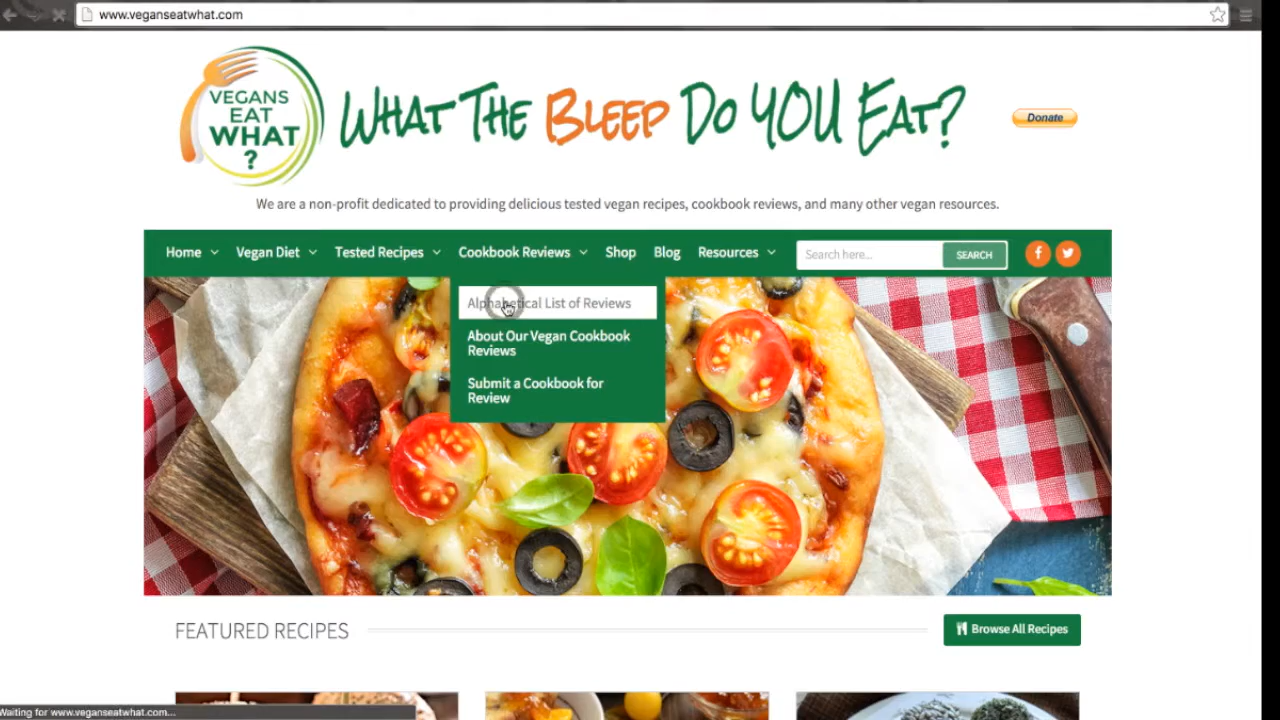 www.veganseatwhat.com
VEGANS
EAT
WHAT
?
WHAT THE BLEEP DO YOU EAT?
Donate
We are a non-profit dedicated to providing delicious tested vegan recipes, cookbook reviews, and many other vegan resources.
Home Vegan Diet Tested Recipes Cookbook Reviews Shop Blog Resources Search here... SEARCH
Alphabetical List of Reviews
About Our Vegan Cookbook
Reviews
Submit a Cookbook for
Review
FEATURED RECIPES
Browse All Recipes
Waiting for www.veganseatwhat.com...